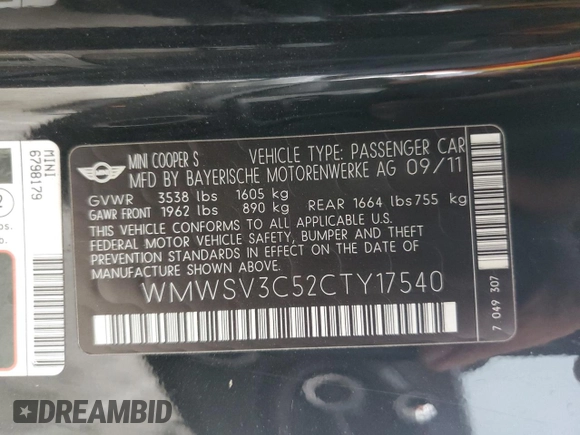 MINI COOPER S VEHICLE TYPE: PASSENGER CAR
MFD BY BAYERISCHE MOTORENWERKE AG 09/11
GVWR 3538 lbs 1605 kg
GAWR FRONT 1962 lbs 890 kg REAR 1664 lbs 755 kg
THIS VEHICLE CONFORMS TO ALL APPLICABLE U.S.
FEDERAL MOTOR VEHICLE SAFETY, BUMPER AND THEFT
PREVENTION STANDARDS IN EFFECT ON THE DATE OF
MANUFACTURE SHOWN ABOVE.
WMWSV3C52CTY17540
7 049 307
MINI
6798179
DREAMBID